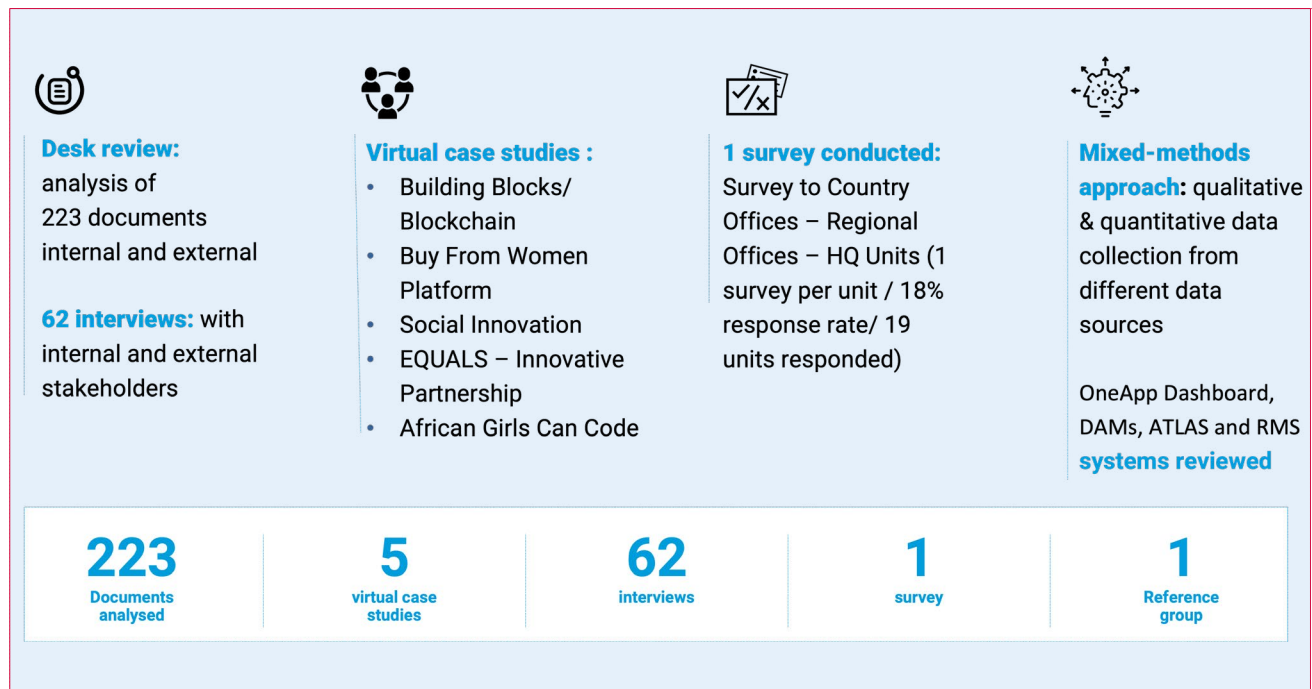 Desk review:
analysis of
223 documents
internal and external
62 interviews: with
internal and external
stakeholders
Virtual case studies :
• Building Blocks/
Blockchain
• Buy From Women
Platform
• Social Innovation
• EQUALS – Innovative
Partnership
• African Girls Can Code
1 survey conducted:
Survey to Country
Offices – Regional
Offices – HQ Units (1
survey per unit / 18%
response rate/ 19
units responded)
Mixed-methods
approach: qualitative
& quantitative data
collection from
different data
sources
OneApp Dashboard,
DAMs, ATLAS and RMS
systems reviewed
223
Documents
analysed
5
virtual case
studies
62
interviews
1
survey
1
Reference
group